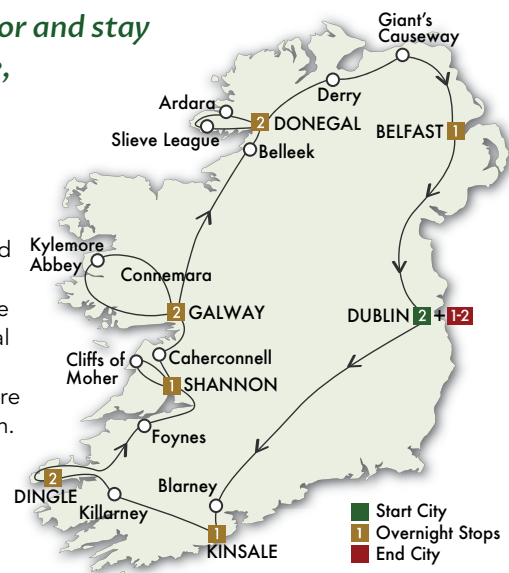 or and stay
,
d
e
al
re
n.
Giant's
Causeway
Derry
Ardara
2 DONEGAL
Slieve League
BELFAST 1
Belleek
Kylemore
Abbey
Connemara
2 GALWAY
DUBLIN 2 + 1-2
Caherconnell
Cliffs of
Moher
1 SHANNON
Foynes
2
DINGLE
Killarney
Blarney
1
KINSALE
Start City
1 Overnight Stops
End City